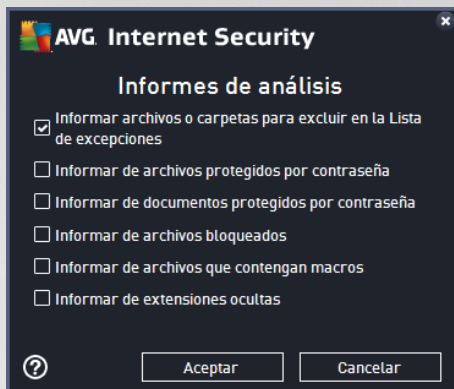 AVG. Internet Security
Informes de análisis
Informar archivos o carpetas para excluir en la Lista
de excepciones
Informar de archivos protegidos por contraseña
Informar de documentos protegidos por contraseña
Informar de archivos bloqueados
Informar de archivos que contengan macros
Informar de extensiones ocultas
?
Aceptar
Cancelar